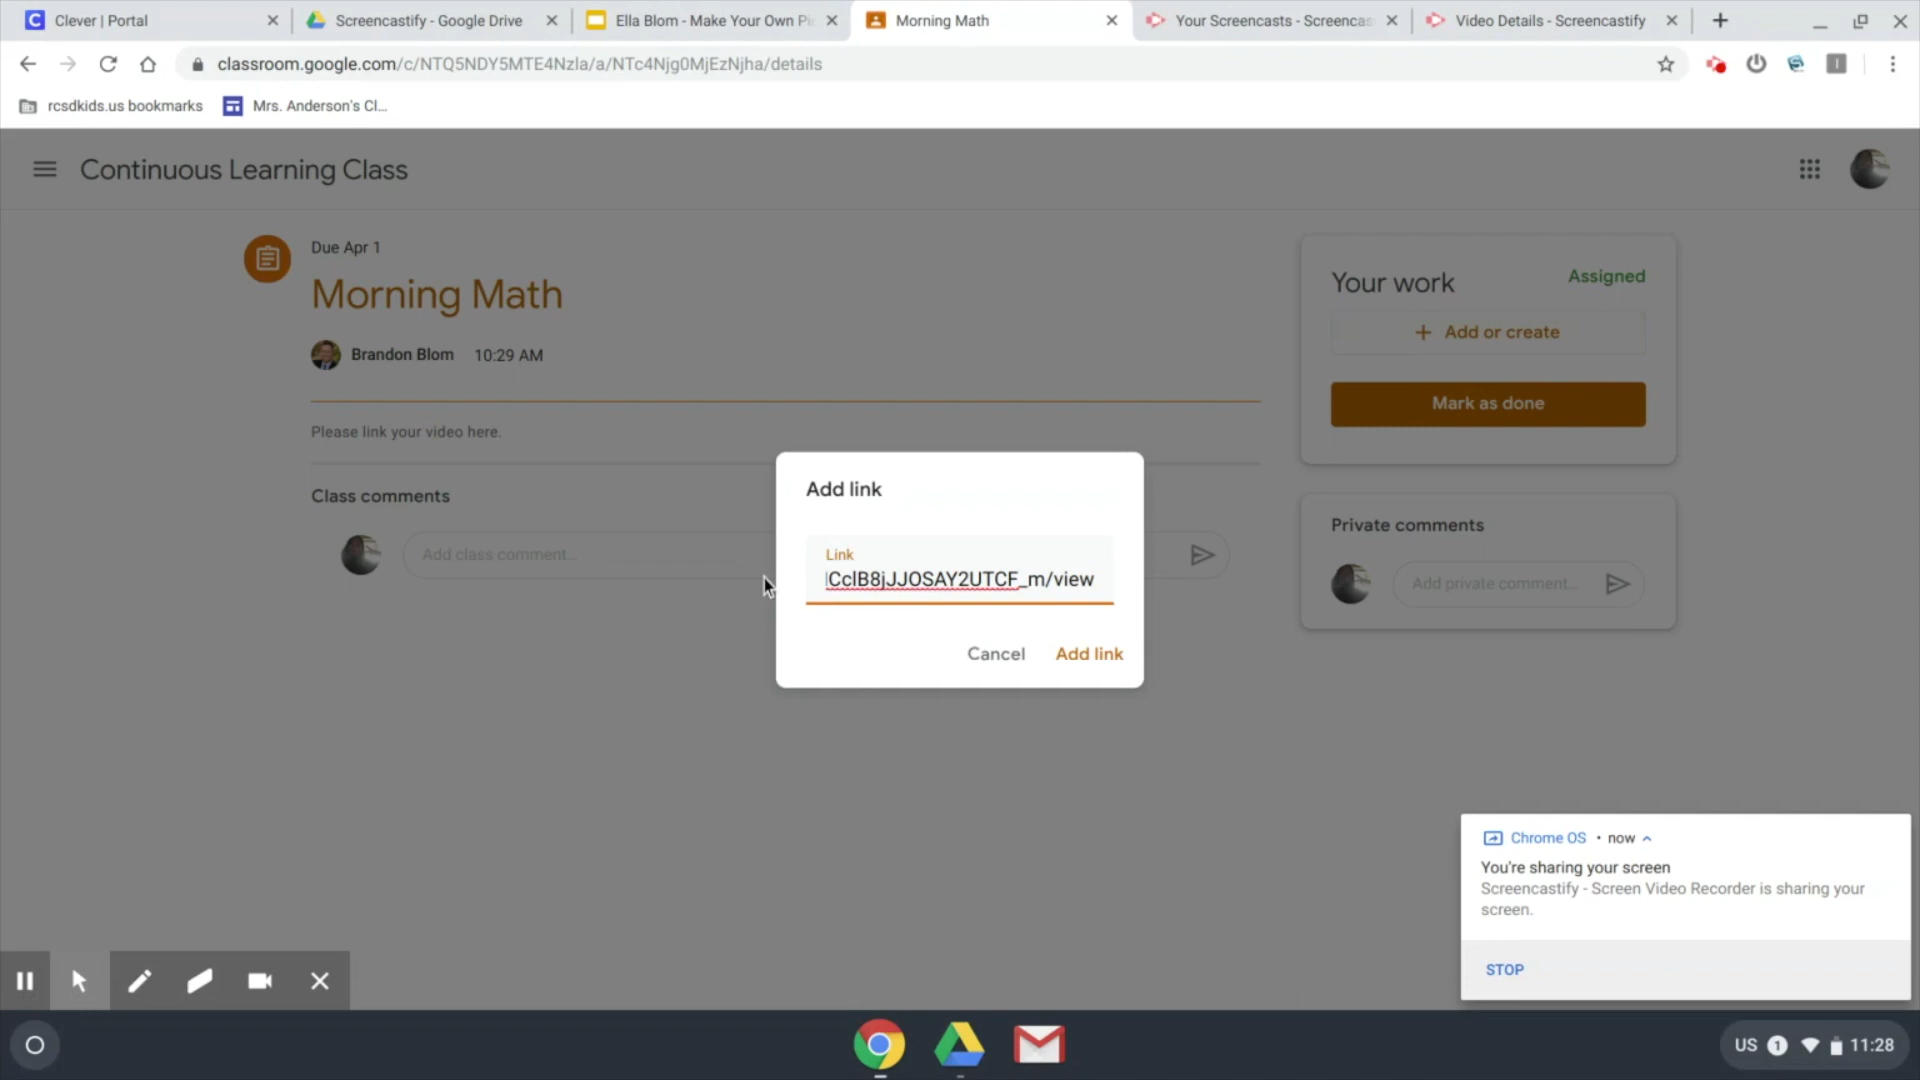 Clever | Portal
Screencastify - Google Drive
Ella Blom - Make Your Own Pi
Morning Math
Your Screencasts - Screencas
Video Details - Screencastify
classroom.google.com/c/NTQ5NDY5MTE4Nzla/a/NTc4Njg0MjEzNjha/details
rcsdkids.us bookmarks
Mrs. Anderson's Cl...
Continuous Learning Class
Due Apr 1
Morning Math
Brandon Blom 10:29 AM
Please link your video here.
Class comments
Add class comment...
Your work
Assigned
+ Add or create
Mark as done
Private comments
Add private comment...
Add link
Link
CclB8jJJOSAY2UTCF_m/view
Cancel Add link
Chrome OS • now
You're sharing your screen
Screencastify - Screen Video Recorder is sharing your
screen.
STOP
US 1 11:28